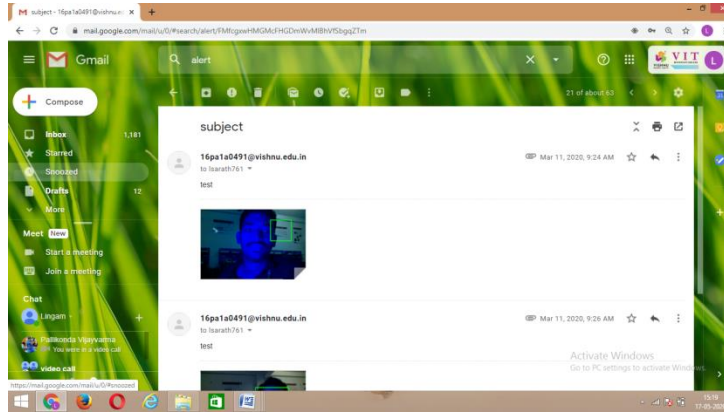 subject - 16pa1a0491@vishnu.ec
mail.google.com/mail/u/0/#search/alert/
Gmail
alert
VIT
L
Compose
21 of about 63
Inbox 1,181
Starred
Snoozed
Drafts 12
More
Meet New
Start a meeting
Join a meeting
Chat
Lingam
Pallikonda Vijayvarma
You were in a video call
video call
subject
16pa1a0491@vishnu.edu.in
Mar 11, 2020, 9:24 AM
to lsarath761
test
16pa1a0491@vishnu.edu.in
Mar 11, 2020, 9:26 AM
to lsarath761
test
Activate Windows
Go to PC settings to activate Windows.
https://mail.google.com/mail/u/0/#snoozed
15:19